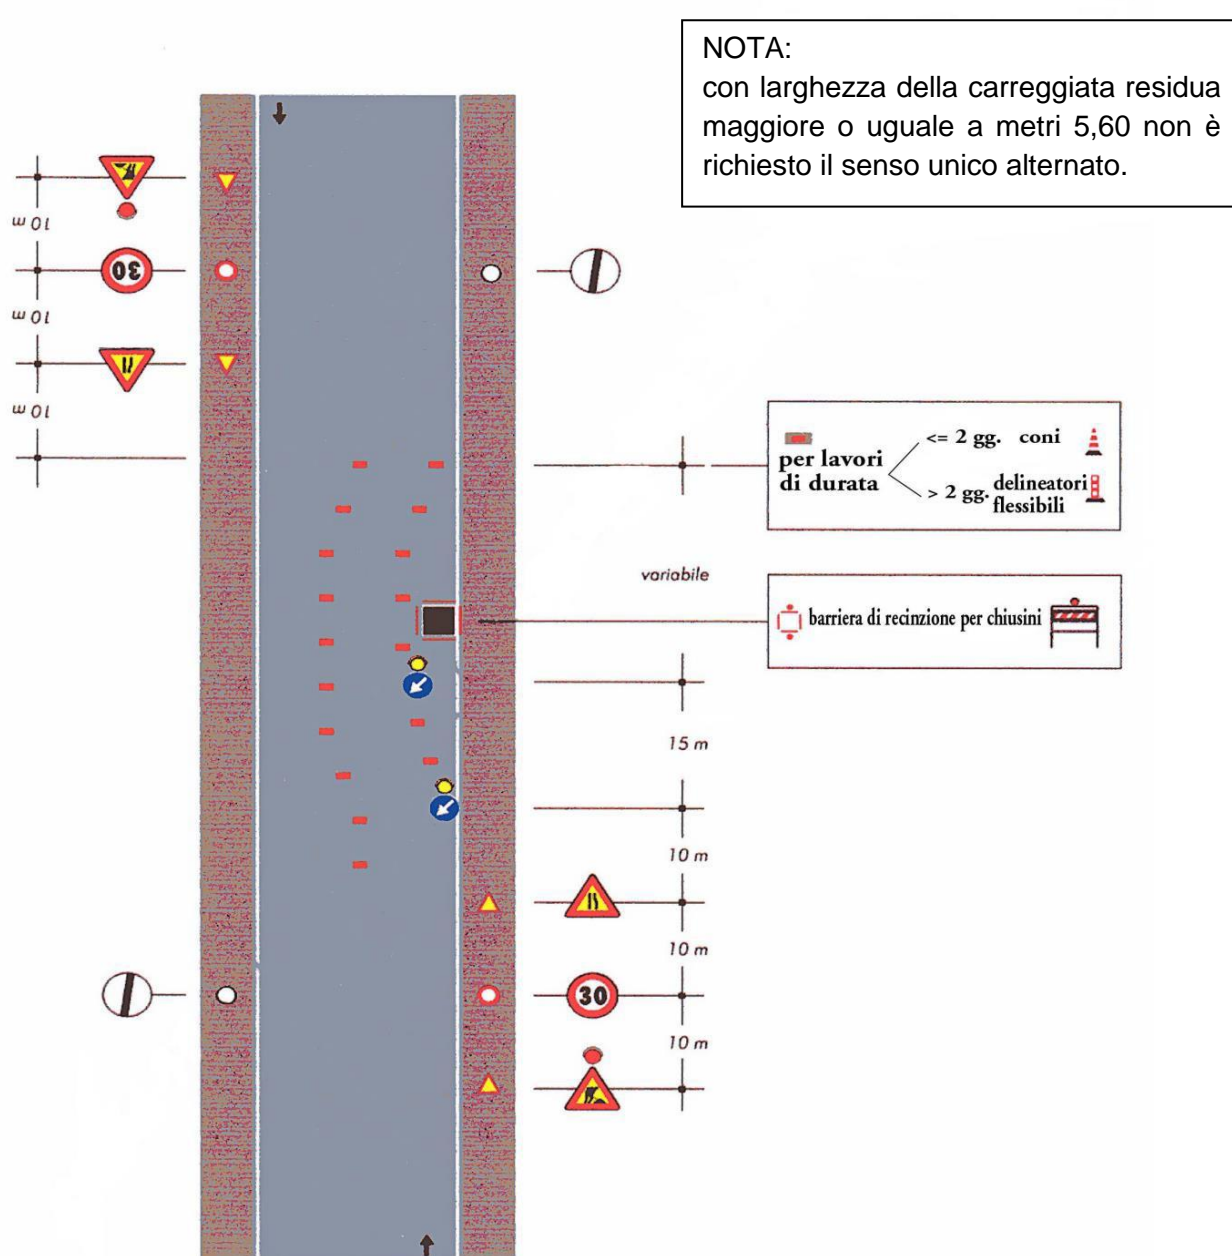 NOTA:
con larghezza della carreggiata residua
maggiore o uguale a metri 5,60 non è
richiesto il senso unico alternato.
10 m
30
10 m
10 m
<= 2 gg. coni
per lavori
di durata
> 2 gg. delineatori
flessibili
variabile
barriera di recinzione per chiusini
15 m
10 m
10 m
30
10 m